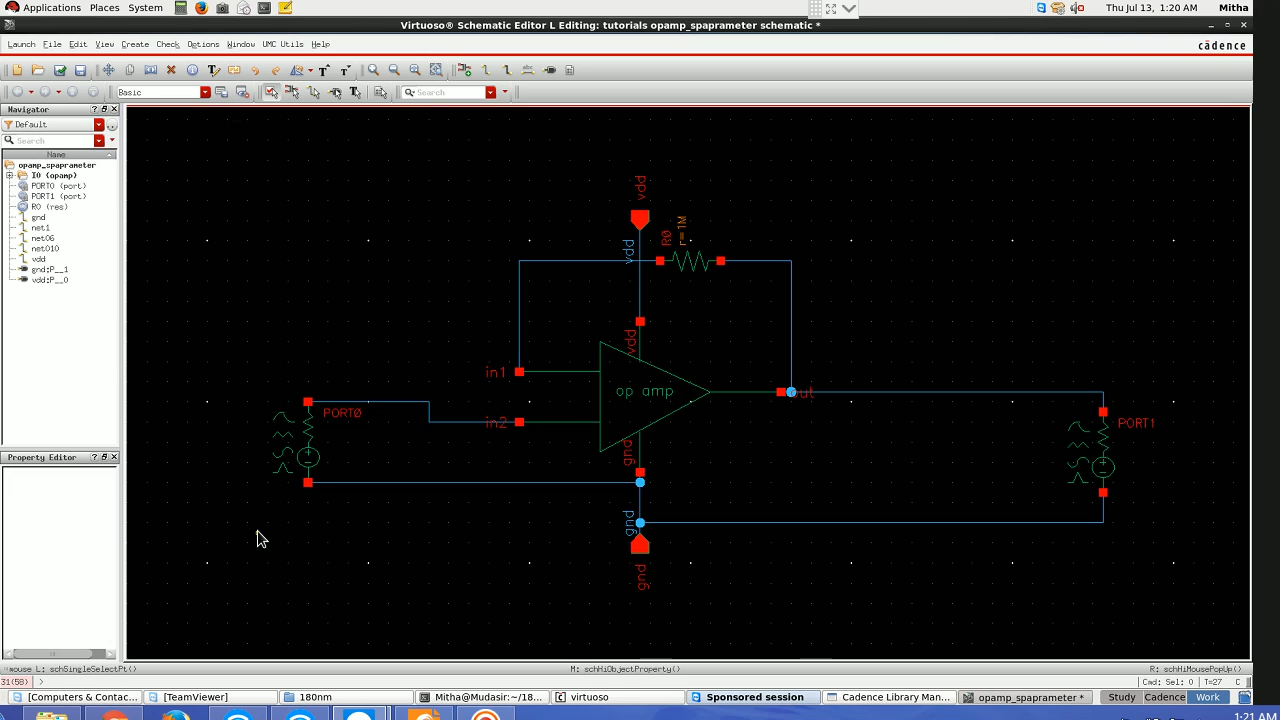 Applications Places System
Thu Jul 13, 1:20 AM Mitha
Virtuoso® Schematic Editor L Editing: tutorials opamp_spaprameter schematic *
Launch File Edit View Create Check Options Window UMC Utils Help
cādence
Basic
Search
Navigator
Default
Search
Name
opamp_spaprameter
I0 (opamp)
PORT0 (port)
PORT1 (port)
R0 (res)
gnd
net1
net06
net010
vdd
gnd:P__1
vdd:P__0
Property Editor
vdd
vdd
R0
r=1M
vdd
in1
op amp
out
PORT0
in2
PORT1
gnd
gnd
gnd
mouse L: schSingleSelectPt()
M: schHiObjectProperty()
R: schHiMousePopUp()
31(58) >
Cmd: Sel: 0 T=27 C
[Computers & Contac...
[TeamViewer]
180nm
Mitha@Mudasir:~/18...
virtuoso
Sponsored session
Cadence Library Man...
opamp_spaprameter *
Study Cadence Work
1:21 AM